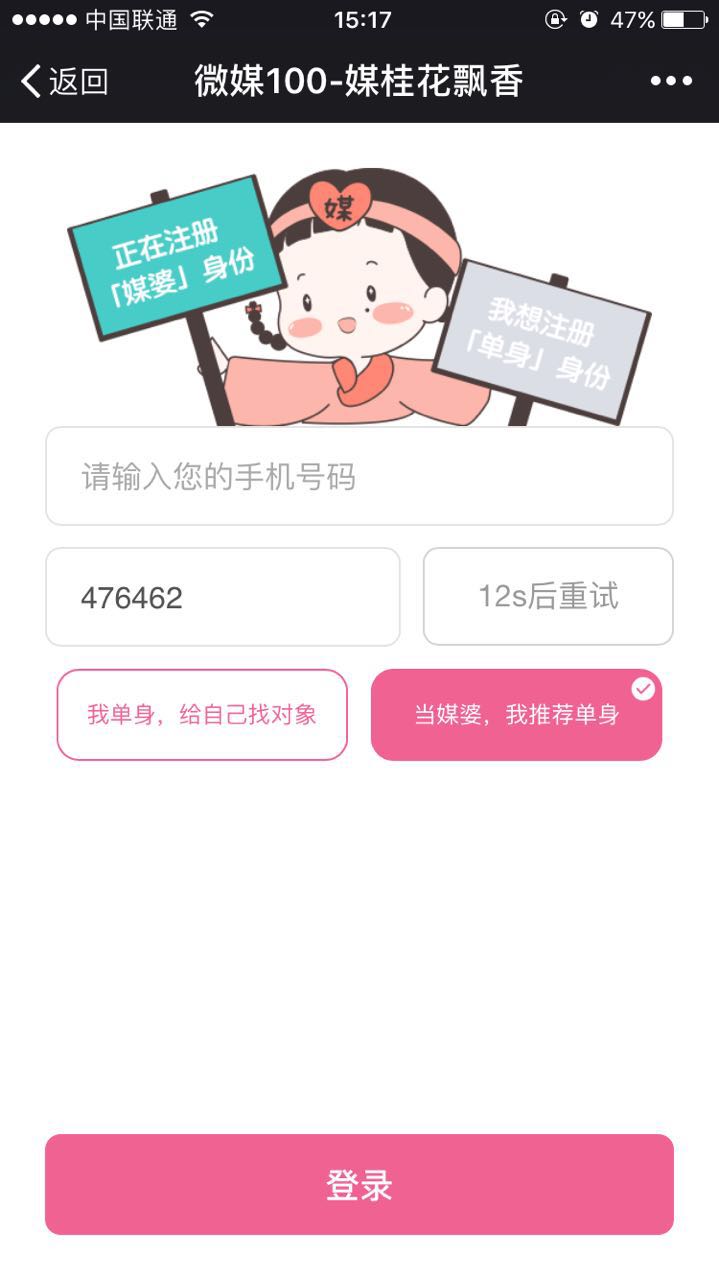 中国联通
15:17
47%
返回
微媒100-媒桂花飘香
媒
正在注册
「媒婆」身份
我想注册
「单身」身份
请输入您的手机号码
476462
12s后重试
我单身，给自己找对象
当媒婆，我推荐单身
登录